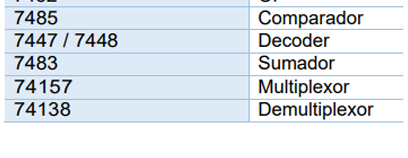 7485 Comparador
7447 / 7448 Decoder
7483 Sumador
74157 Multiplexor
74138 Demultiplexor